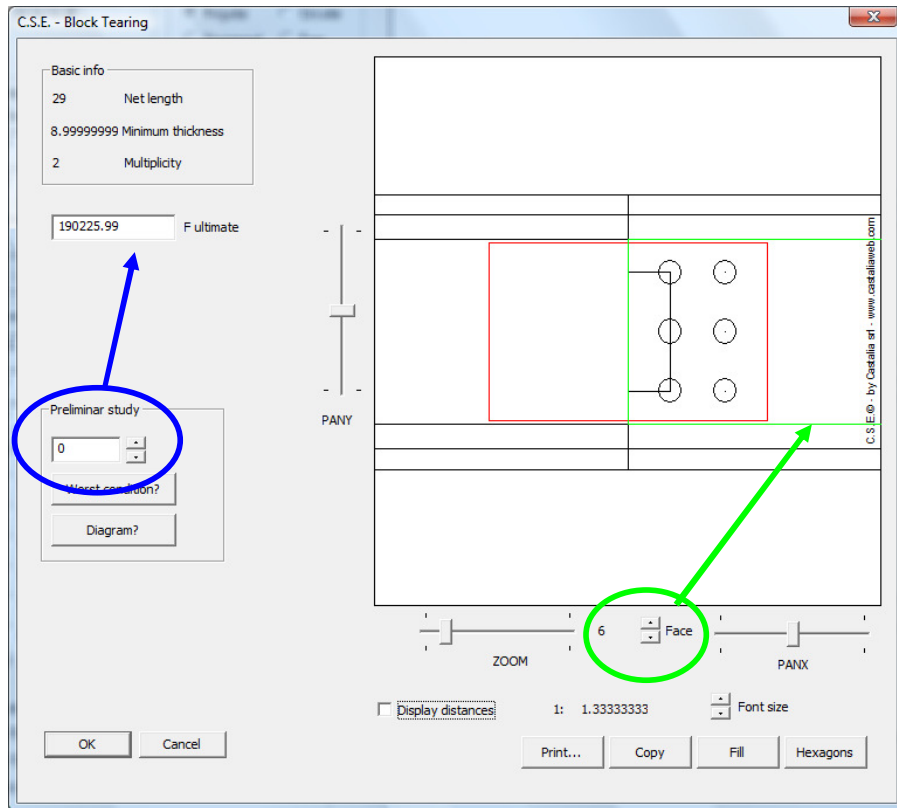 C.S.E. - Block Tearing
Basic info
29 Net length
8.99999999 Minimum thickness
2 Multiplicity
190225.99 F ultimate
PANY
Preliminar study
0
Worst condition?
Diagram?
C.S.E.© - by Castalia srl - www.castaliaweb.com
ZOOM
6 Face
PANX
Display distances
1: 1.33333333
Font size
OK
Cancel
Print...
Copy
Fill
Hexagons